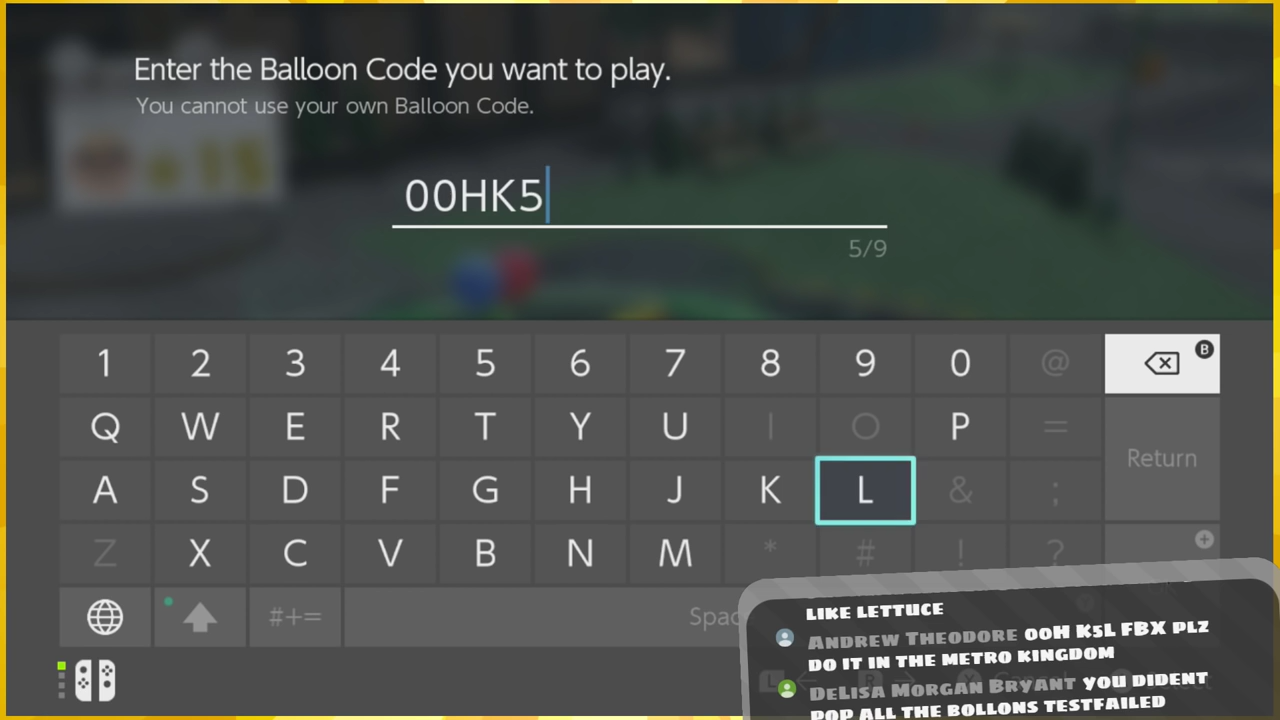 Enter the Balloon Code you want to play.
You cannot use your own Balloon Code.
00HK5
5/9
1 2 3 4 5 6 7 8 9 0 @ B
Q W E R T Y U I O P =
Return
A S D F G H J K L & ;
Z X C V B N M * # ! ? +
#+= Spac
LIKE LETTUCE
ANDREW THEODORE 00H K5L FBX PLZ
DO IT IN THE METRO KINGDOM
DELISA MORGAN BRYANT YOU DIDENT
POP ALL THE BOLLONS TESTFAILED